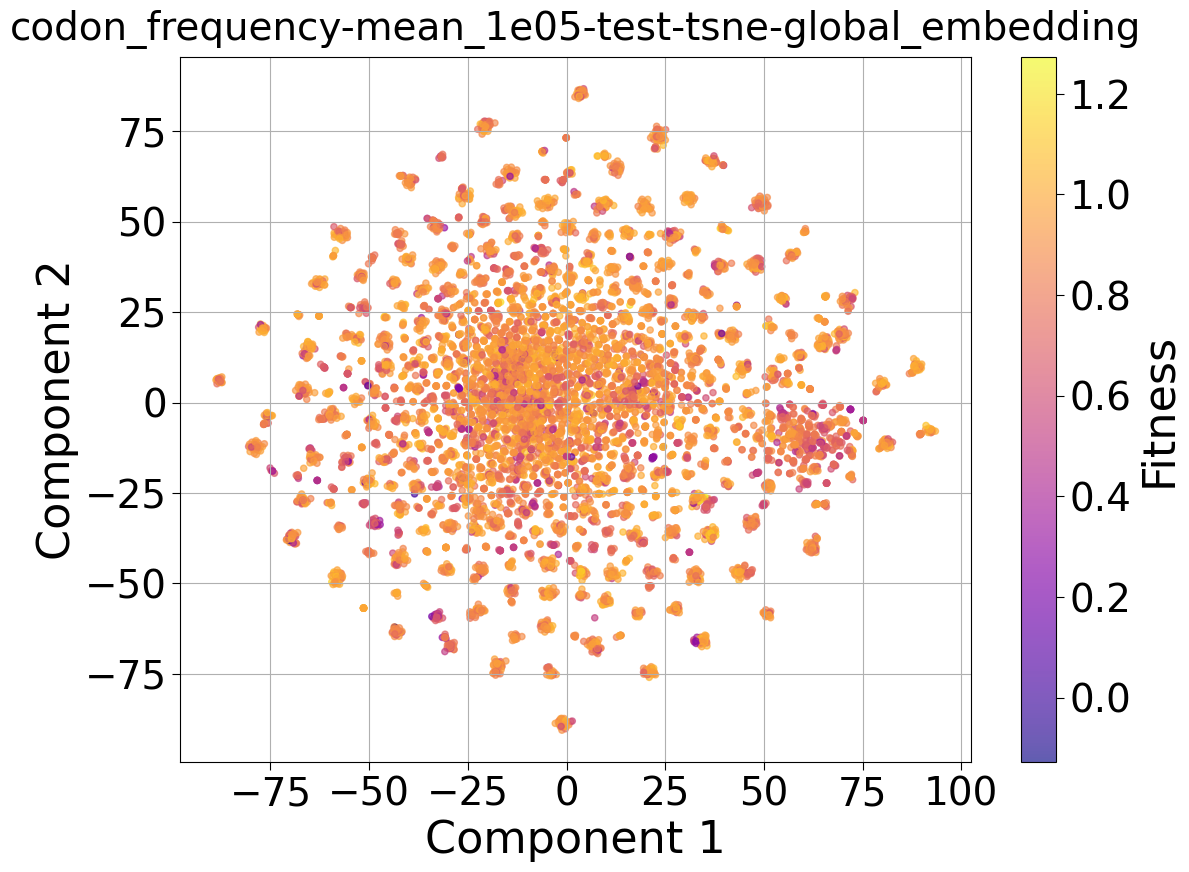 codon_frequency-mean_1e05-test-tsne-global_embedding
Component 2
75
50
25
0
−25
−50
−75
−75 −50 −25 0 25 50 75 100
Component 1
1.2
1.0
0.8
0.6
0.4
0.2
0.0
Fitness